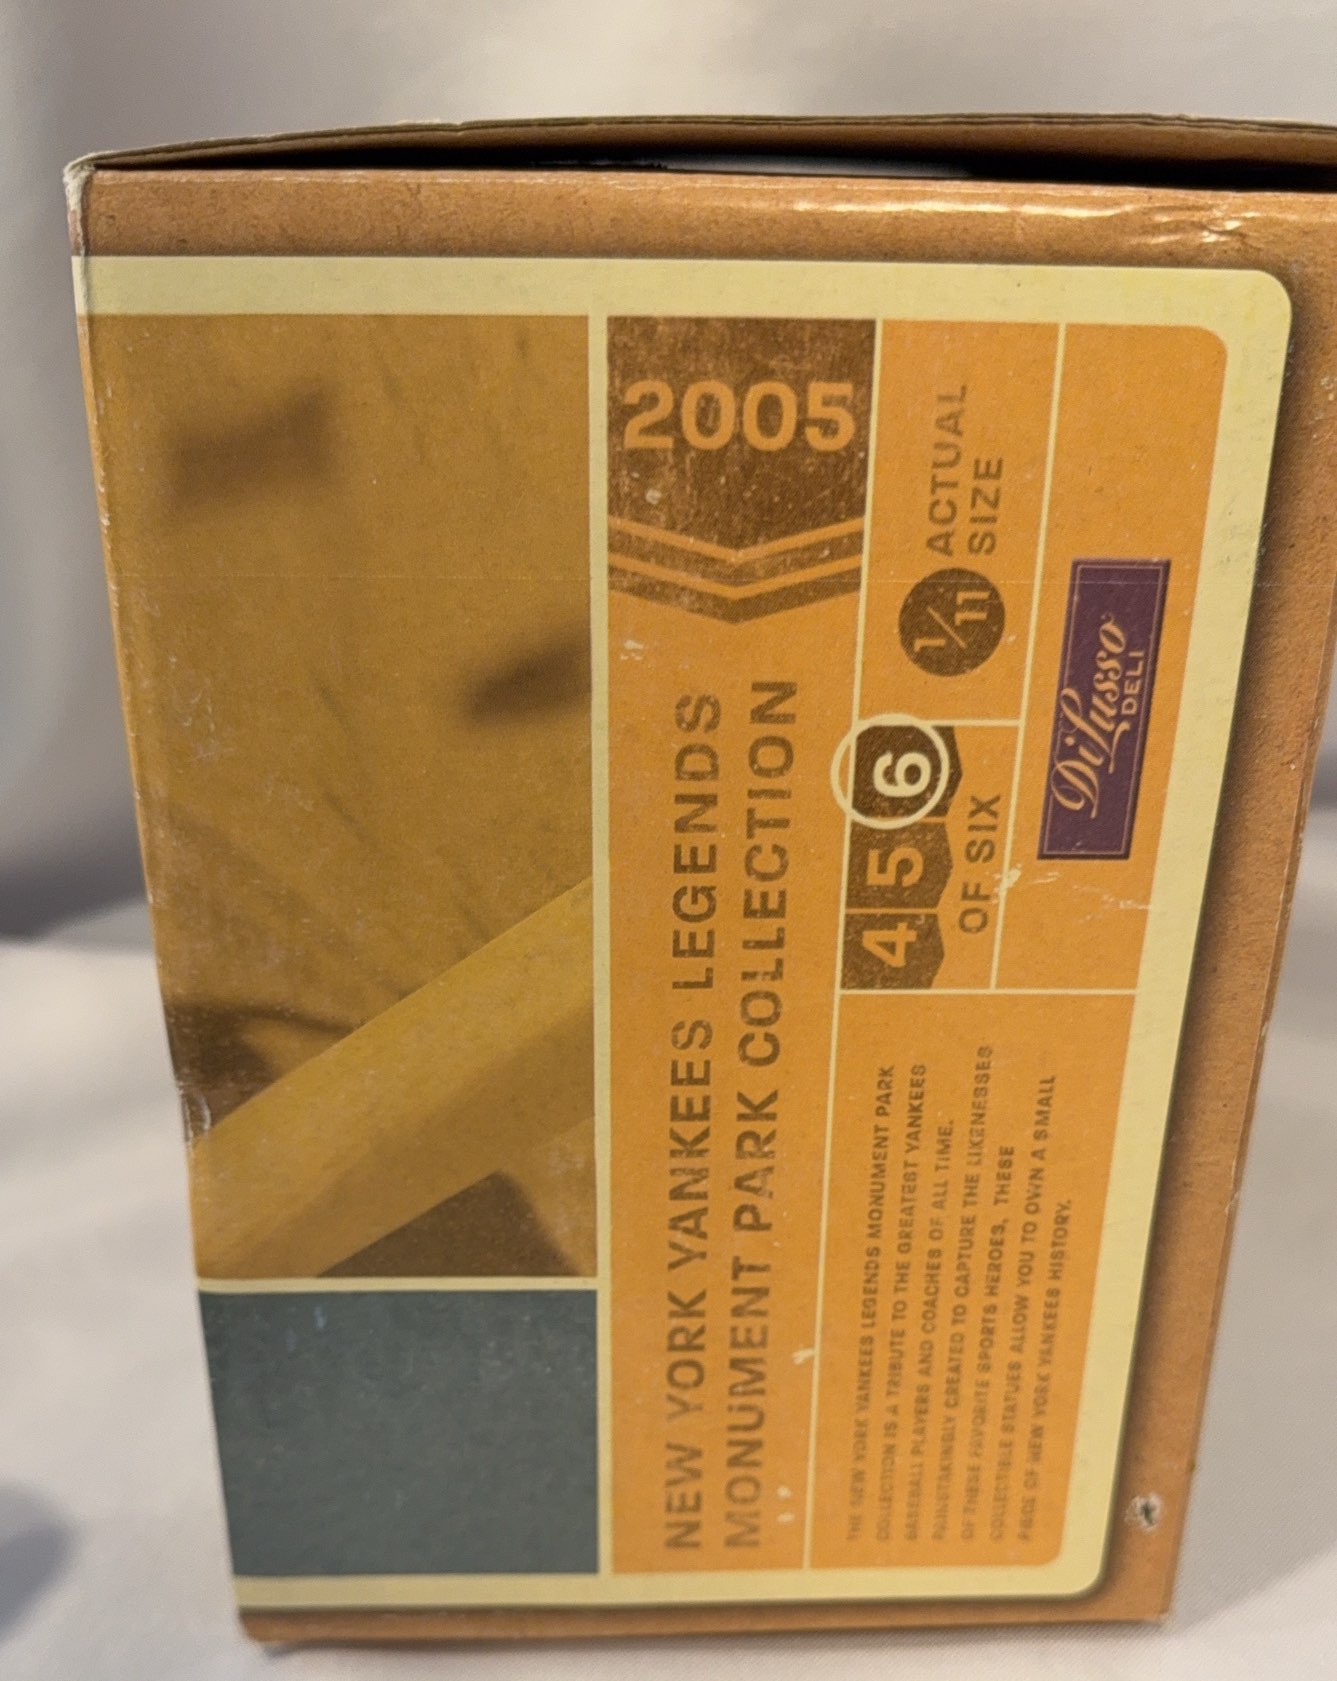 2005
NEW YORK YANKEES LEGENDS
MONUMENT PARK COLLECTION
THE NEW YORK YANKEES LEGENDS MONUMENT PARK
COLLECTION IS A TRIBUTE TO THE GREATEST YANKEES
BASEBALL PLAYERS AND COACHES OF ALL TIME.
PAINSTAKINGLY CREATED TO CAPTURE THE LIKENESSES
OF THESE FAVORITE SPORTS HEROES, THESE
COLLECTIBLE STATUES ALLOW YOU TO OWN A SMALL
PIECE OF NEW YORK YANKEES HISTORY.
4 5 6
OF SIX
1/11 ACTUAL
SIZE
DiLusso
DELI